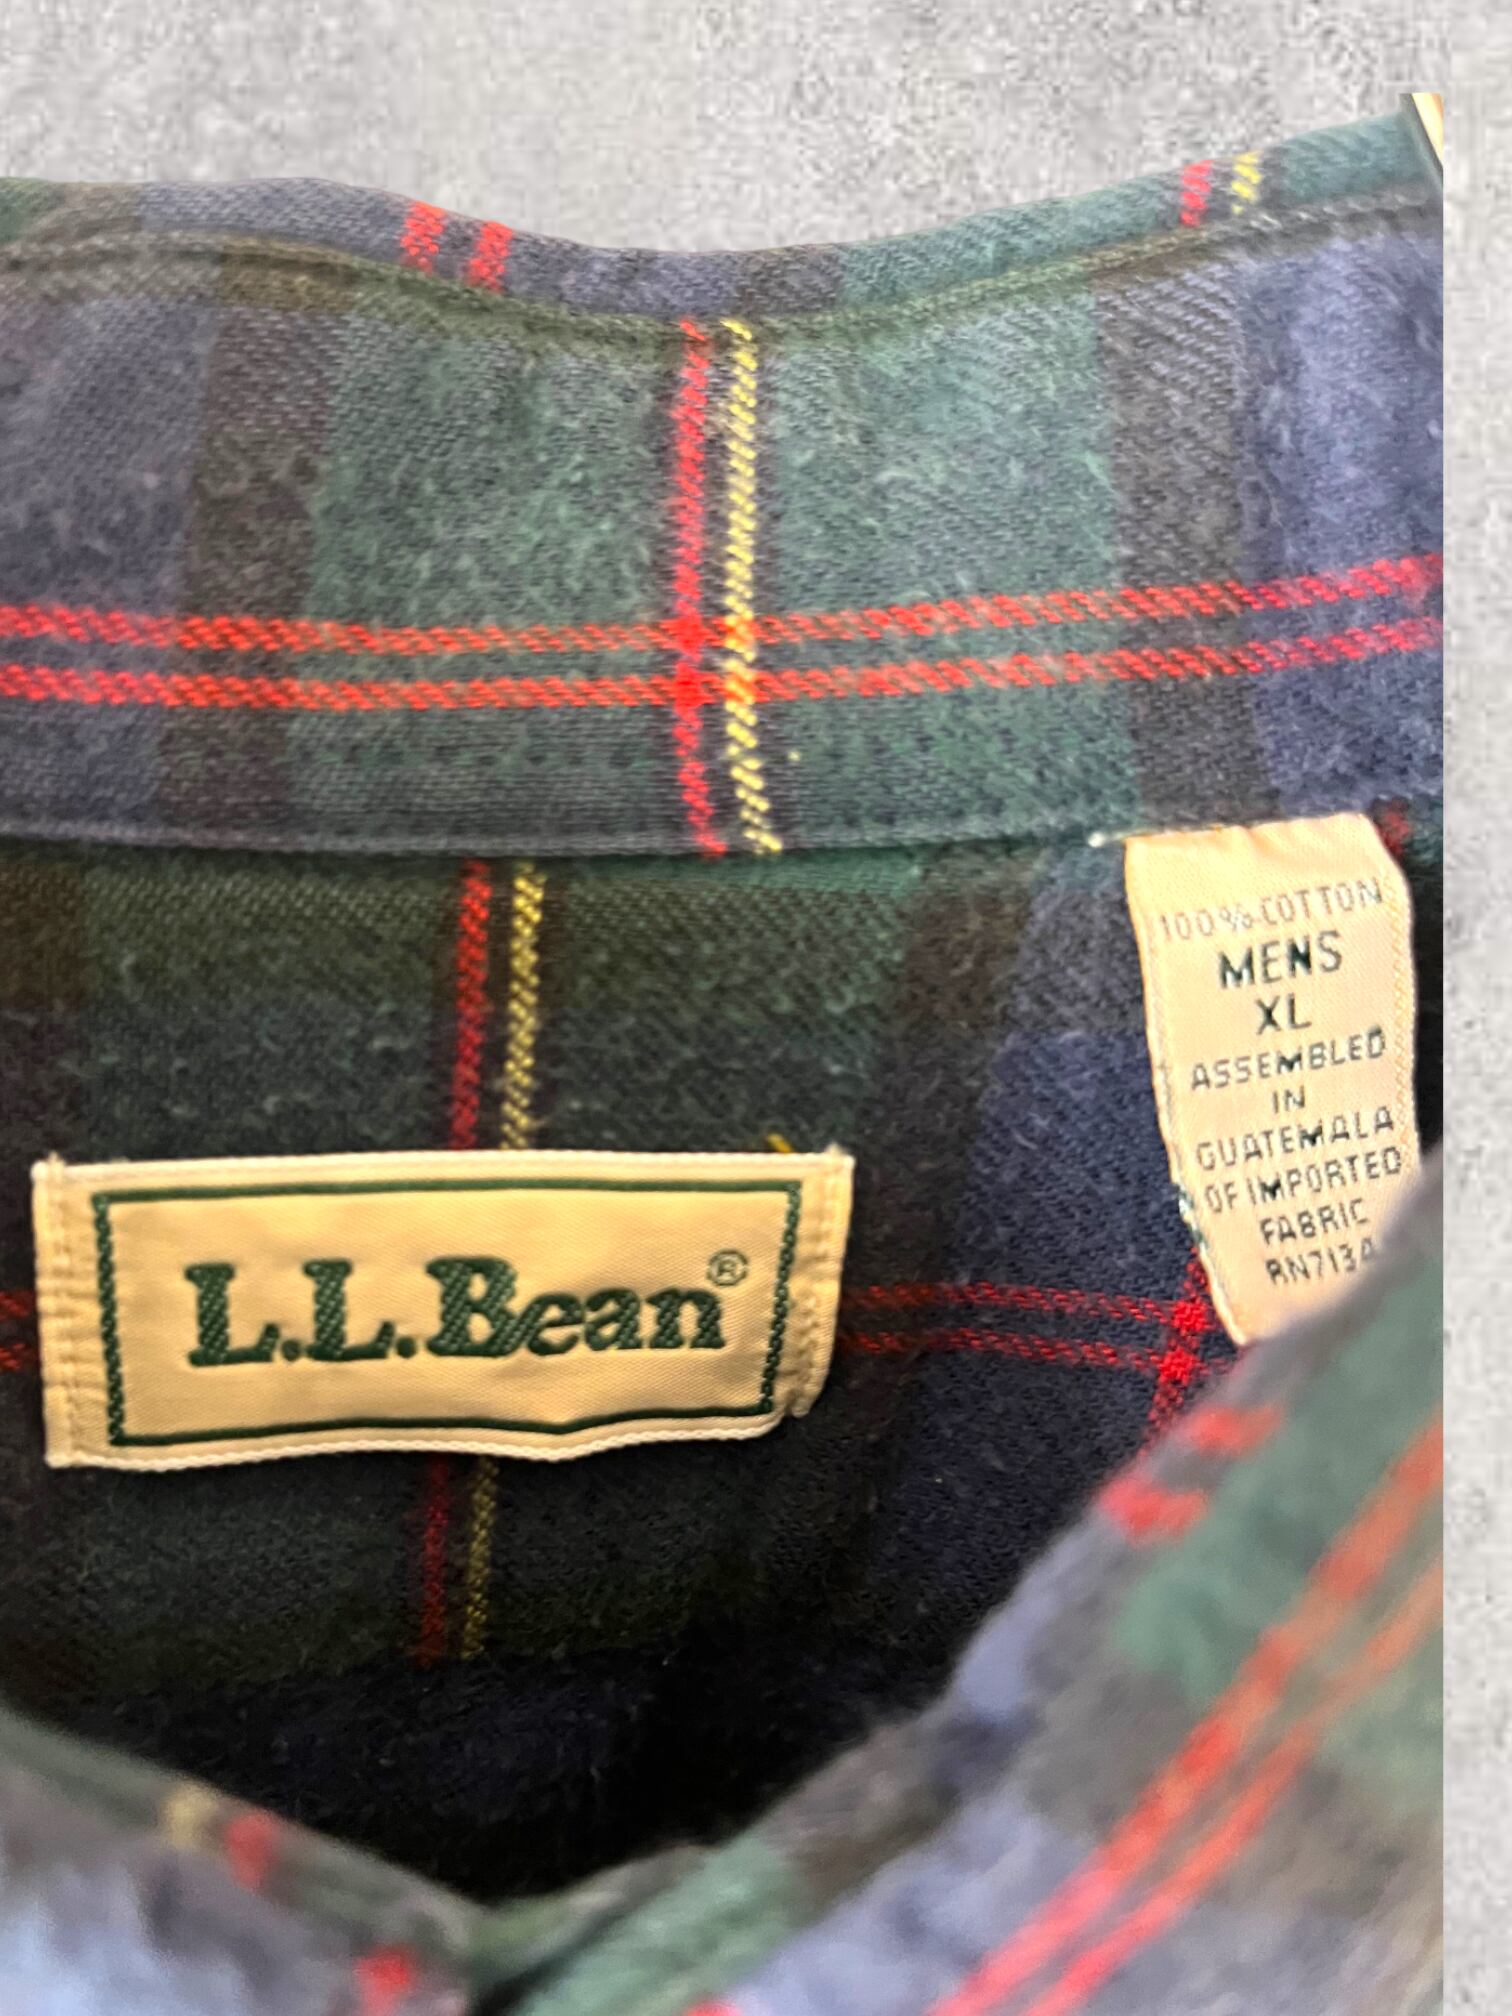 100% COTTON
MENS
XL
ASSEMBLED
IN
GUATEMALA
OF IMPORTED
FABRIC
RN7134
L.L.Bean®